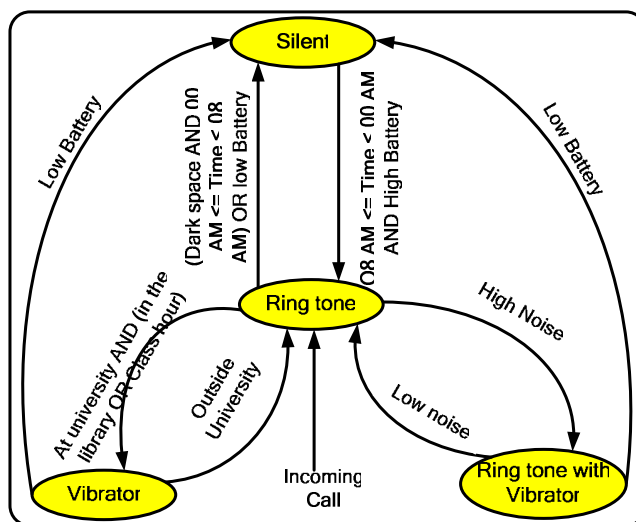 Silent
Low Battery
(Dark space AND 00
AM <= Time < 08
AM) OR low Battery
O8 AM <= Time < 00 AM
AND High Battery
Low Battery
Ring tone
High Noise
At university AND (in the
library OR Class hour)
Outside
University
Low noise
Incoming
Call
Vibrator
Ring tone with
Vibrator